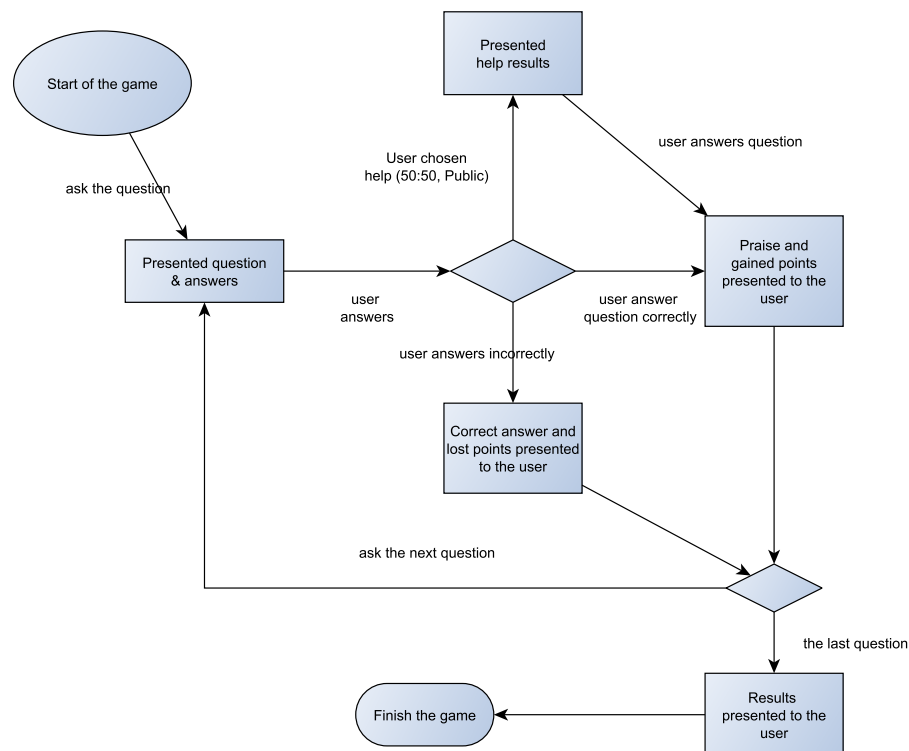 Presented
help results
Start of the game
user answers question
User chosen
help (50:50, Public)
ask the question
Presented question
& answers
Praise and
gained points
presented to the
user
user
answers
user answer
question correctly
user answers incorrectly
Correct answer and
lost points presented
to the user
ask the next question
the last question
Results
presented to the
user
Finish the game